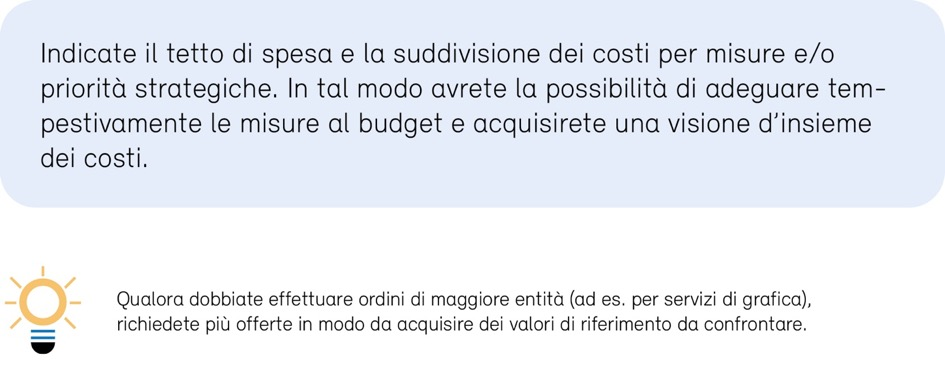 Indicate il tetto di spesa e la suddivisione dei costi per misure e/o
priorità strategiche. In tal modo avrete la possibilità di adeguare tem-
pestivamente le misure al budget e acquisirete una visione d'insieme
dei costi.
Qualora dobbiate effettuare ordini di maggiore entità (ad es. per servizi di grafica),
richiedete più offerte in modo da acquisire dei valori di riferimento da confrontare.